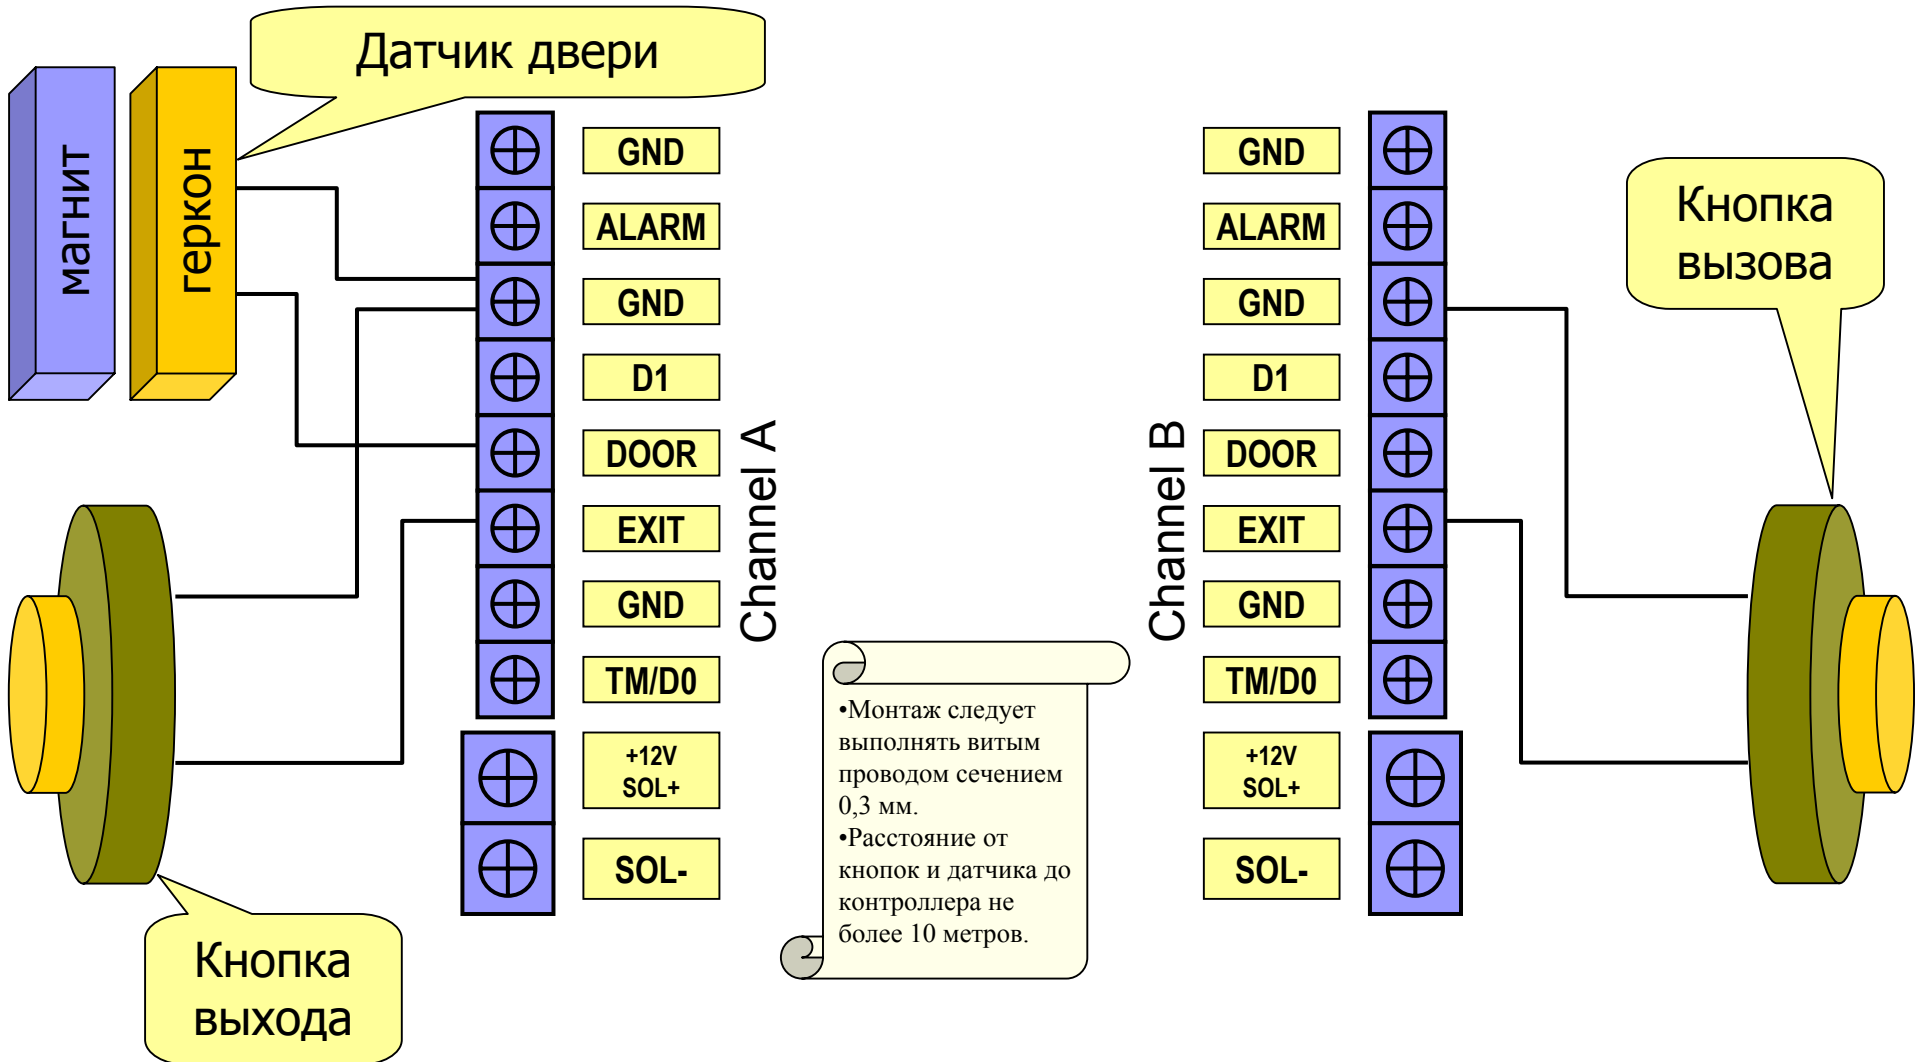 Датчик двери
магнит
геркон
GND
ALARM
GND
D1
DOOR
EXIT
GND
TM/D0
+12V
SOL+
SOL-
Channel A
Кнопка
выхода
•Монтаж следует
выполнять витым
проводом сечением
0,3 мм.
•Расстояние от
кнопок и датчика до
контроллера не
более 10 метров.
Channel B
GND
ALARM
GND
D1
DOOR
EXIT
GND
TM/D0
+12V
SOL+
SOL-
Кнопка
вызова